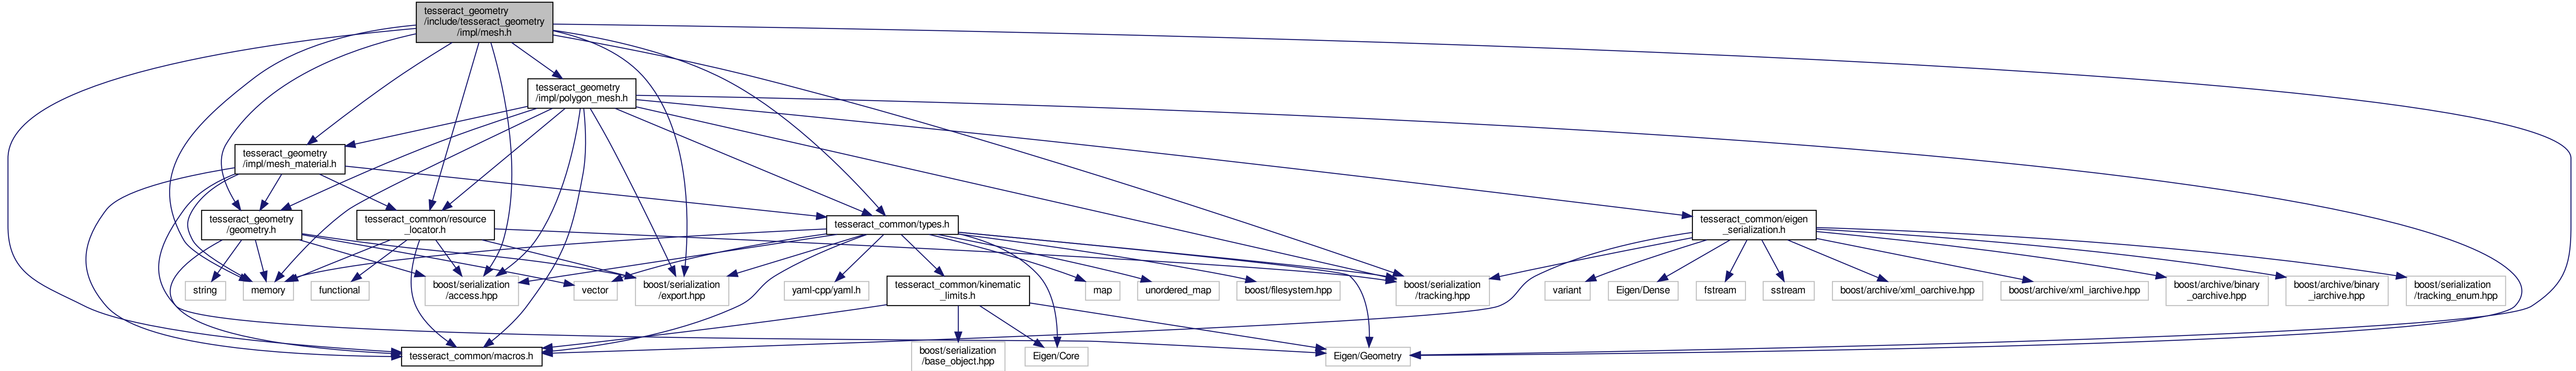 tesseract_geometry
/include/tesseract_geometry
/impl/mesh.h
tesseract_geometry
/impl/polygon_mesh.h
tesseract_geometry
/impl/mesh_material.h
tesseract_geometry
/geometry.h
tesseract_common/resource
_locator.h
tesseract_common/types.h
tesseract_common/eigen
_serialization.h
string
memory
functional
boost/serialization
/access.hpp
vector
boost/serialization
/export.hpp
yaml-cpp/yaml.h
tesseract_common/kinematic
_limits.h
map
unordered_map
boost/filesystem.hpp
boost/serialization
/tracking.hpp
variant
Eigen/Dense
fstream
sstream
boost/archive/xml_oarchive.hpp
boost/archive/xml_iarchive.hpp
boost/archive/binary
_oarchive.hpp
boost/archive/binary
_iarchive.hpp
boost/serialization
/tracking_enum.hpp
tesseract_common/macros.h
boost/serialization
/base_object.hpp
Eigen/Core
Eigen/Geometry